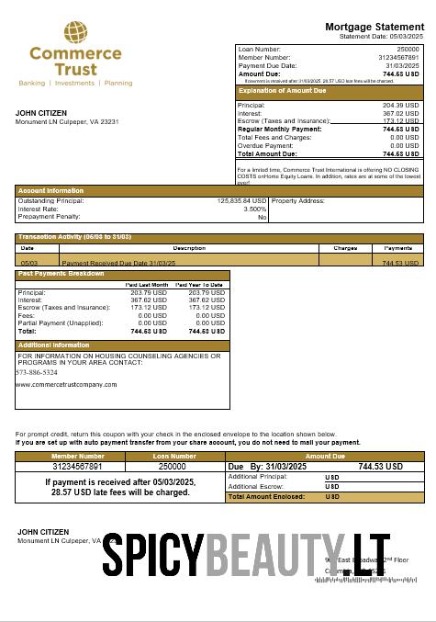 Commerce
Trust
Banking | Investments | Planning
Mortgage Statement
Statement Date: 05/03/2025
Loan Number: 250000
Member Number: 31234567891
Payment Due Date: 31/03/2025
Amount Due: 744.55 USD
If payment is received after 05/03/2025, 28.57 USD late fees will be charged.
Explanation of Amount Due
Principal: 204.39 USD
Interest: 367.02 USD
Escrow (Taxes and Insurance): 173.12 USD
Regular Monthly Payment: 744.55 USD
Total Fees and Charges: 0.00 USD
Overdue Payment: 0.00 USD
Total Amount Due: 744.55 USD
For a limited time, Commerce Trust International is offering NO CLOSING
COSTS onHome Equity Loans. In addition, rates are at some of the lowest
ever!
JOHN CITIZEN
Monument LN Culpeper, VA 23231
Account Information
Outstanding Principal: 125,835.84 USD
Property Address:
Interest Rate: 3.500%
Prepayment Penalty: No
Transaction Activity (06/03 to 31/03)
Date Description Charges Payments
05/03 Payment Received Due Date 31/03/25 744.53 USD
Past Payments Breakdown
Paid Last Month Paid Year To Date
Principal: 203.79 USD 203.79 USD
Interest: 367.62 USD 367.62 USD
Escrow (Taxes and Insurance): 173.12 USD 173.12 USD
Fees: 0.00 USD 0.00 USD
Partial Payment (Unapplied): 0.00 USD 0.00 USD
Total: 744.55 USD 744.55 USD
Additional Information
FOR INFORMATION ON HOUSING COUNSELING AGENCIES OR
PROGRAMS IN YOUR AREA CONTACT:
573-886-5324
www.commercetrustcompany.com
For prompt credit, return this coupon with your check in the enclosed envelope to the location shown below.
If you are set up with auto payment transfer from your share account, you do not need to mail your payment.
Member Number Loan Number Amount Due
31234567891 250000 Due By: 31/03/2025 744.53 USD
If payment is received after 05/03/2025,
28.57 USD late fees will be charged.
Additional Principal: USD
Additional Escrow: USD
Total Amount Enclosed: USD
JOHN CITIZEN
Monument LN Culpeper, VA
SPICYBEAUTY.LT
East Broadway 2nd Floor